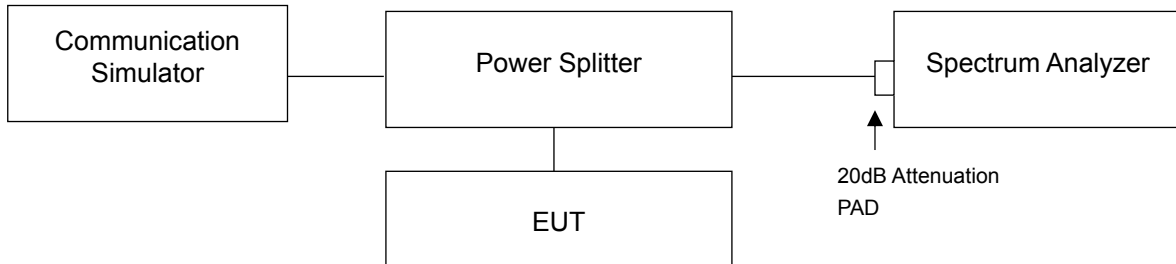 Communication
Simulator
Power Splitter
Spectrum Analyzer
20dB Attenuation
PAD
EUT